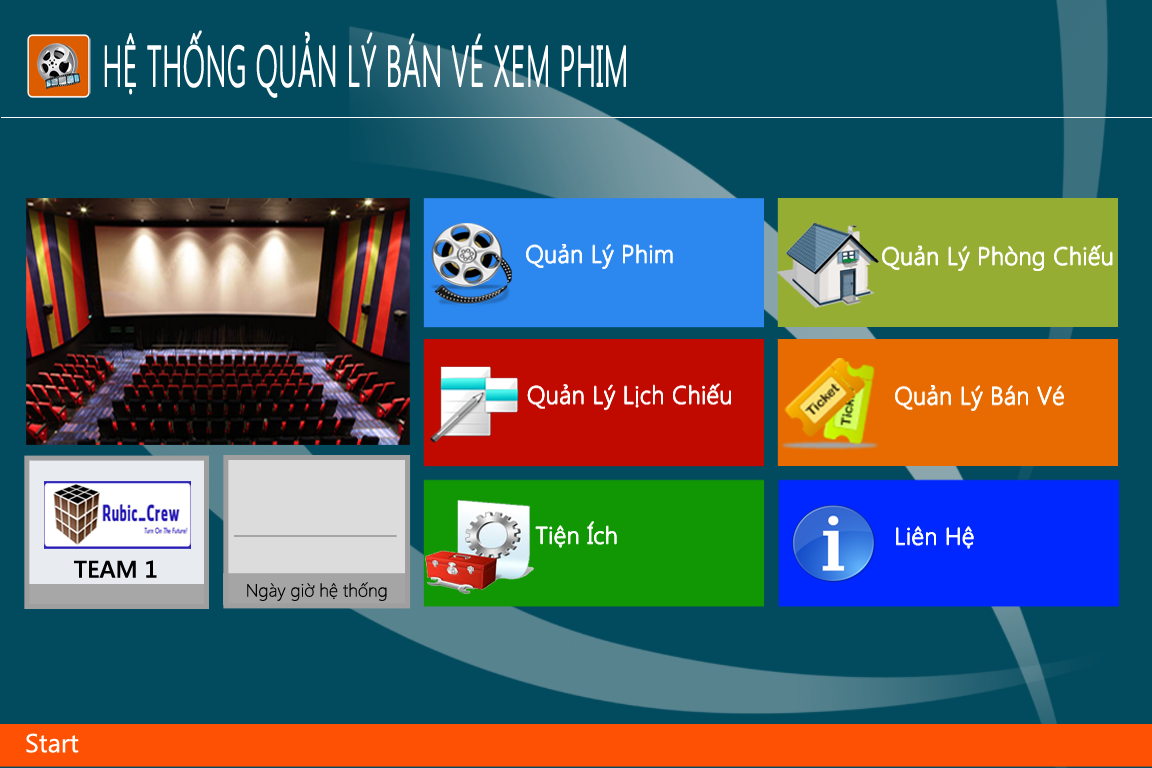 HỆ THỐNG QUẢN LÝ BÁN VÉ XEM PHIM
Quản Lý Phim
Quản Lý Phòng Chiếu
Quản Lý Lịch Chiếu
Ticket
Quản Lý Bán Vé
Rubic_Crew
Turn On The Future!
TEAM 1
Ngày giờ hệ thống
Tiện Ích
i
Liên Hệ
Start